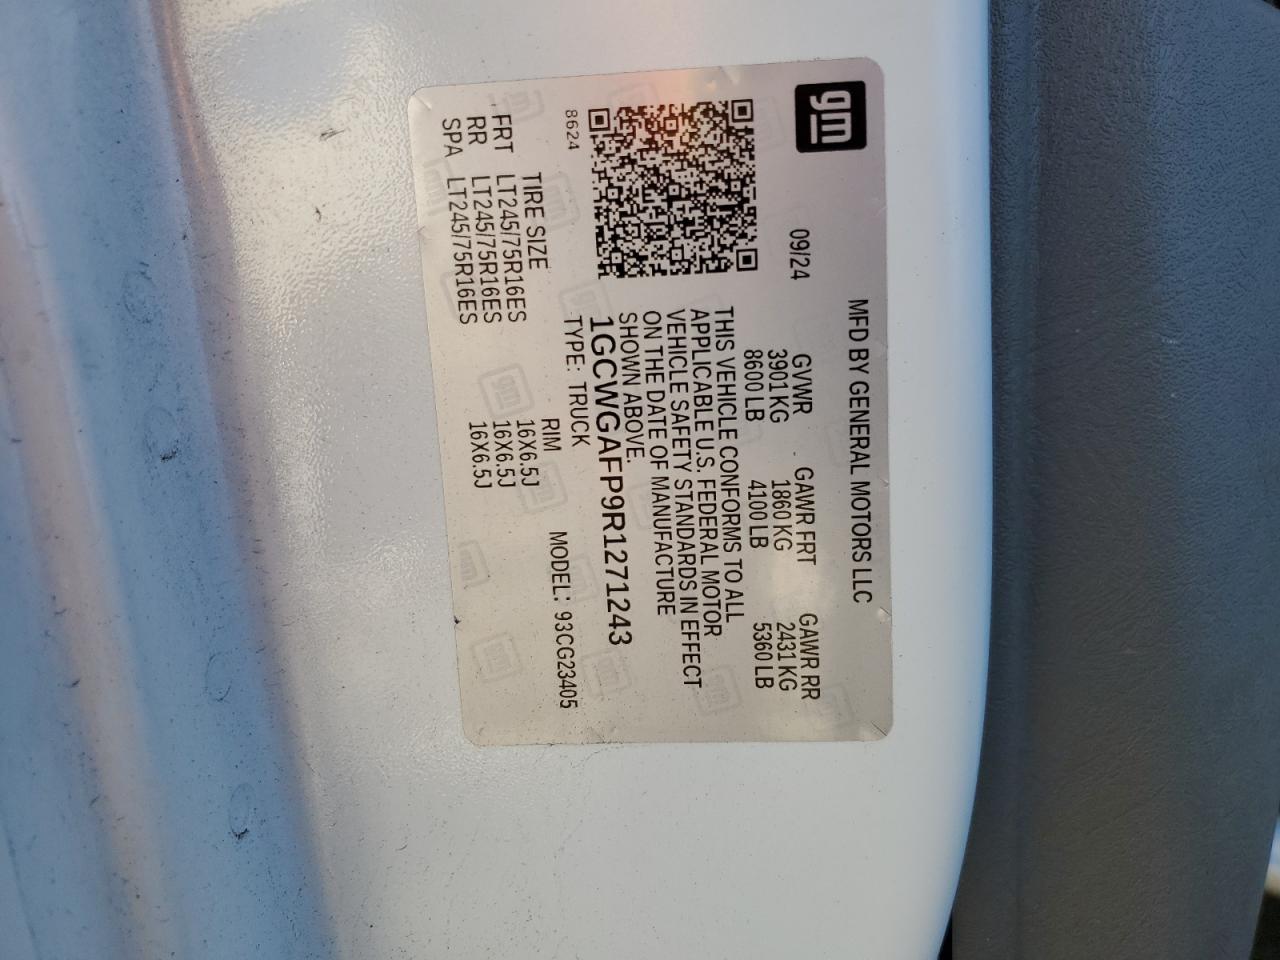 gm
MFD BY GENERAL MOTORS LLC
09/24 GVWR GAWR FRT GAWR RR
3901 KG 1860 KG 2431 KG
8600 LB 4100 LB 5360 LB
THIS VEHICLE CONFORMS TO ALL
APPLICABLE U.S. FEDERAL MOTOR
VEHICLE SAFETY STANDARDS IN EFFECT
ON THE DATE OF MANUFACTURE
SHOWN ABOVE.
1GCWGAFP9R1271243
8624 TYPE: TRUCK MODEL: 93CG23405
TIRE SIZE RIM
FRT LT245/75R16ES 16X6.5J
RR LT245/75R16ES 16X6.5J
SPA LT245/75R16ES 16X6.5J